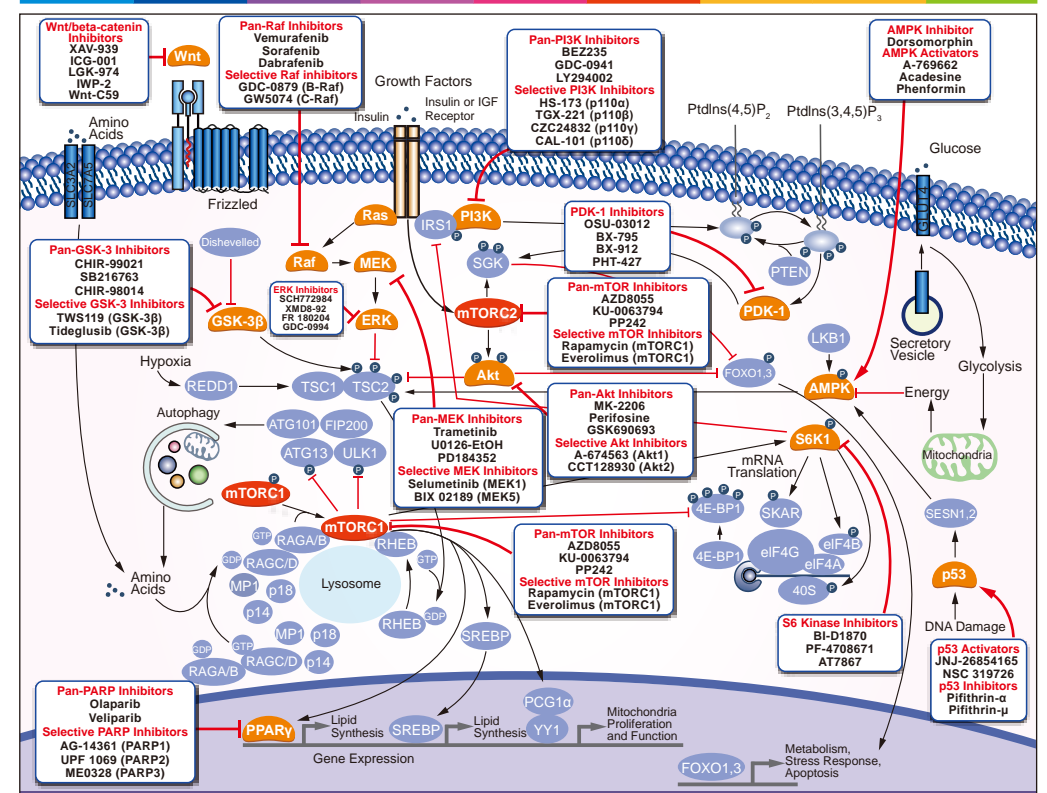 Wnt/beta-catenin
Inhibitors
XAV-939
ICG-001
LGK-974
IWP-2
Wnt-C59
Wnt
Pan-Raf Inhibitors
Vemurafenib
Sorafenib
Dabrafenib
Selective Raf inhibitors
GDC-0879 (B-Raf)
GW5074 (C-Raf)
Growth Factors
Insulin
Insulin or IGF
Receptor
Pan-PI3K Inhibitors
BEZ235
GDC-0941
LY294002
Selective PI3K Inhibitors
HS-173 (p110α)
TGX-221 (p110β)
CZC24832 (p110γ)
CAL-101 (p110δ)
PtdIns(4,5)P2
PtdIns(3,4,5)P3
AMPK Inhibitor
Dorsomorphin
AMPK Activators
A-769662
Acadesine
Phenformin
Glucose
GLUT4
Amino
Acids
SLC3A2
SLC7A5
Frizzled
Dishevelled
Ras
IRS1
P
PI3K
Raf
MEK
P
P
SGK
PDK-1 Inhibitors
OSU-03012
BX-795
BX-912
PHT-427
P
P
P
PTEN
PDK-1
Pan-GSK-3 Inhibitors
CHIR-99021
SB216763
CHIR-98014
Selective GSK-3 Inhibitors
TWS119 (GSK-3β)
Tideglusib (GSK-3β)
GSK-3β
ERK Inhibitors
SCH772984
XMD8-92
FR 180204
GDC-0994
ERK
mTORC2
Pan-mTOR Inhibitors
AZD8055
KU-0063794
PP242
Selective mTOR Inhibitors
Rapamycin (mTORC1)
Everolimus (mTORC1)
LKB1
Secretory
Vesicle
Glycolysis
Hypoxia
REDD1
TSC1
TSC2
P
P
P
P
Akt
P
P
FOXO1,3
P
AMPK
P
Energy
Mitochondria
Autophagy
ATG101
FIP200
ATG13
ULK1
P
P
Pan-MEK Inhibitors
Trametinib
U0126-EtOH
PD184352
Selective MEK Inhibitors
Selumetinib (MEK1)
BIX 02189 (MEK5)
Pan-Akt Inhibitors
MK-2206
Perifosine
GSK690693
Selective Akt Inhibitors
A-674563 (Akt1)
CCT128930 (Akt2)
S6K1
P
mRNA
Translation
mTORC1
P
mTORC1
P
P
P
P
4E-BP1
P
SKAR
eIF4G
eIF4B
P
eIF4A
4E-BP1
40S
P
SESN1,2
p53
DNA Damage
GTP
RAGA/B
GDP
RAGC/D
MP1
p18
p14
RHEB
GTP
Lysosome
RHEB
GDP
Pan-mTOR Inhibitors
AZD8055
KU-0063794
PP242
Selective mTOR Inhibitors
Rapamycin (mTORC1)
Everolimus (mTORC1)
Amino
Acids
MP1
p18
GDP
GTP
RAGA/B
RAGC/D
p14
SREBP
S6 Kinase Inhibitors
BI-D1870
PF-4708671
AT7867
p53 Activators
JNJ-26854165
NSC 319726
p53 Inhibitors
Pifithrin-α
Pifithrin-μ
Pan-PARP Inhibitors
Olaparib
Veliparib
Selective PARP Inhibitors
AG-14361 (PARP1)
UPF 1069 (PARP2)
ME0328 (PARP3)
PPARγ
Lipid
Synthesis
Gene Expression
SREBP
Lipid
Synthesis
PCG1α
YY1
Mitochondria
Proliferation
and Function
FOXO1,3
Metabolism,
Stress Response,
Apoptosis